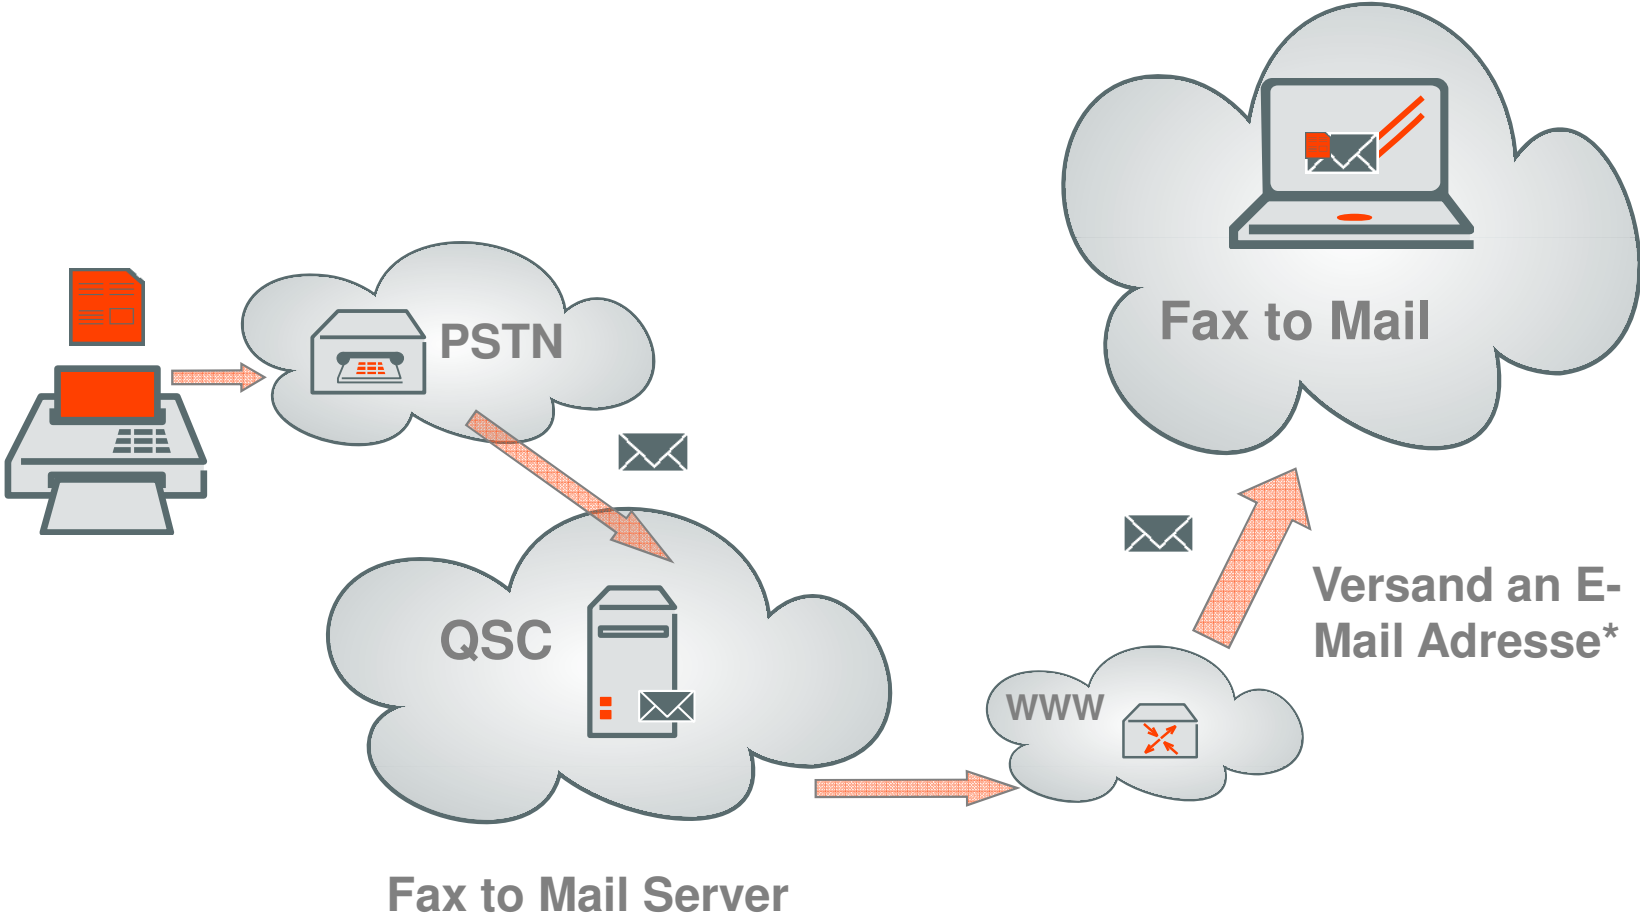 Fax to Mail
PSTN
QSC
Versand an E-
Mail Adresse*
WWW
Fax to Mail Server